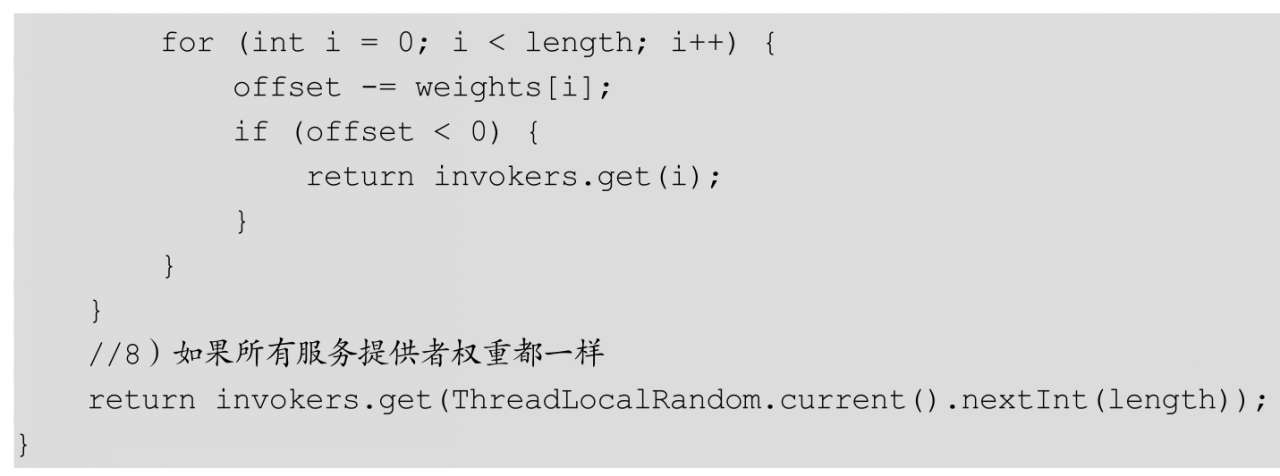 for (int i = 0; i < length; i++) {
offset -= weights[i];
if (offset < 0) {
return invokers.get(i);
}
}
}
//8）如果所有服务提供者权重都一样
return invokers.get(ThreadLocalRandom.current().nextInt(length));
}